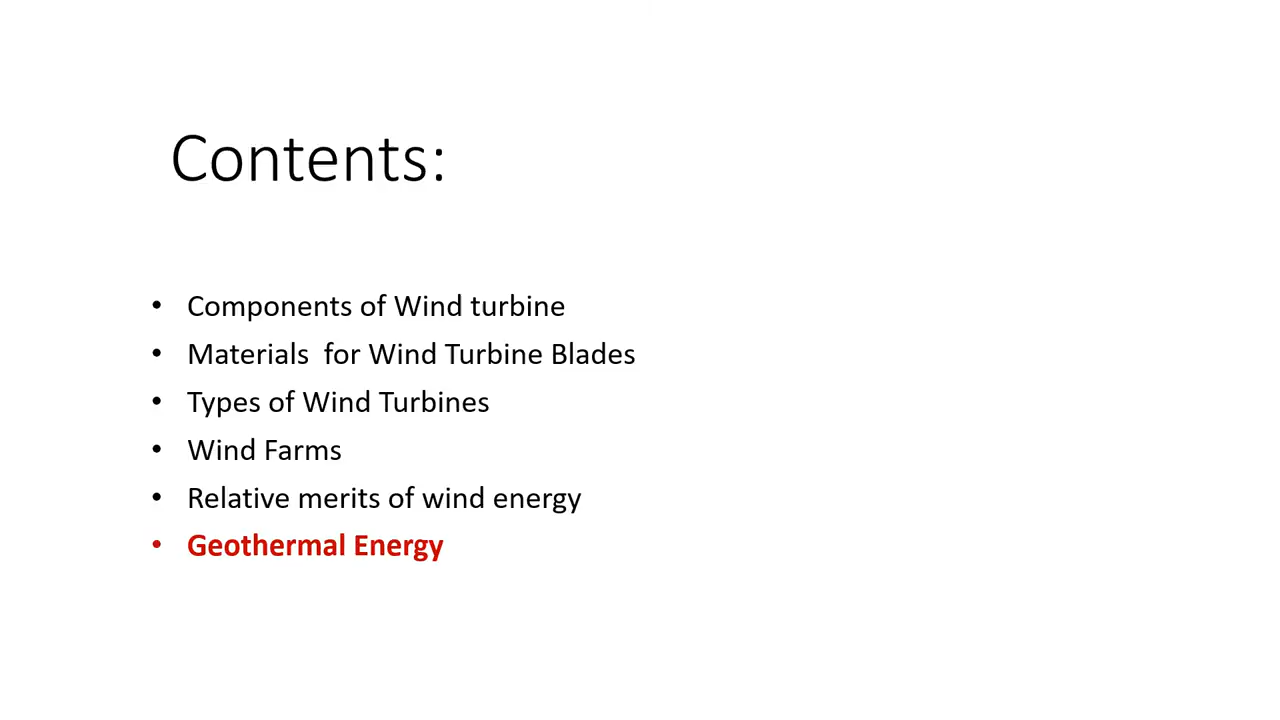 Contents:
• Components of Wind turbine
• Materials  for Wind Turbine Blades
• Types of Wind Turbines
• Wind Farms
• Relative merits of wind energy
• Geothermal Energy